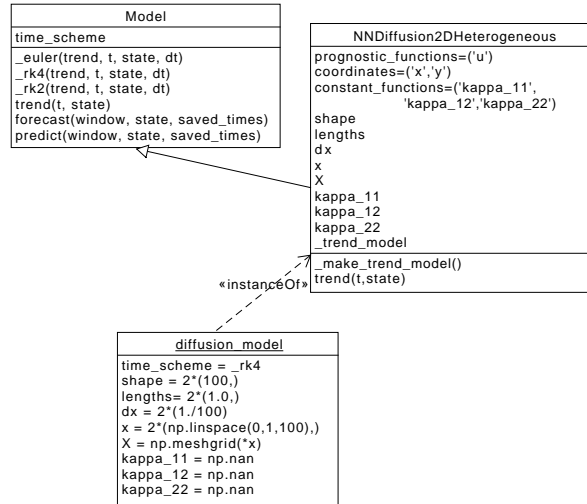 Model
time_scheme
_euler(trend, t, state, dt)
_rk4(trend, t, state, dt)
_rk2(trend, t, state, dt)
trend(t, state)
forecast(window, state, saved_times)
predict(window, state, saved_times)
NNDiffusion2DHeterogeneous
prognostic_functions=('u')
coordinates=('x','y')
constant_functions=('kappa_11',
'kappa_12','kappa_22')
shape
lengths
dx
x
X
kappa_11
kappa_12
kappa_22
_trend_model
_make_trend_model()
trend(t,state)
«instanceOf»
diffusion_model
time_scheme = _rk4
shape = 2*(100,)
lengths= 2*(1.0,)
dx = 2*(1./100)
x = 2*(np.linspace(0,1,100),)
X = np.meshgrid(*x)
kappa_11 = np.nan
kappa_12 = np.nan
kappa_22 = np.nan